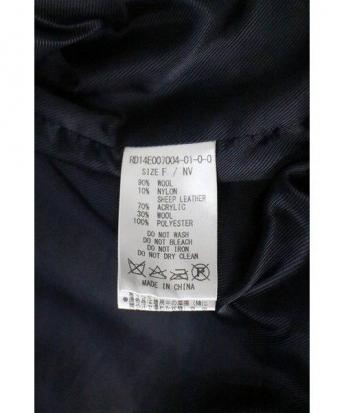 RD14E007004-01-0-0
SIZE F / NV
90% WOOL
10% NYLON
SHEEP LEATHER
70% ACRYLIC
30% WOOL
100% POLYESTER
DO NOT WASH
DO NOT BLEACH
DO NOT IRON
DO NOT DRY CLEAN
MADE IN CHINA